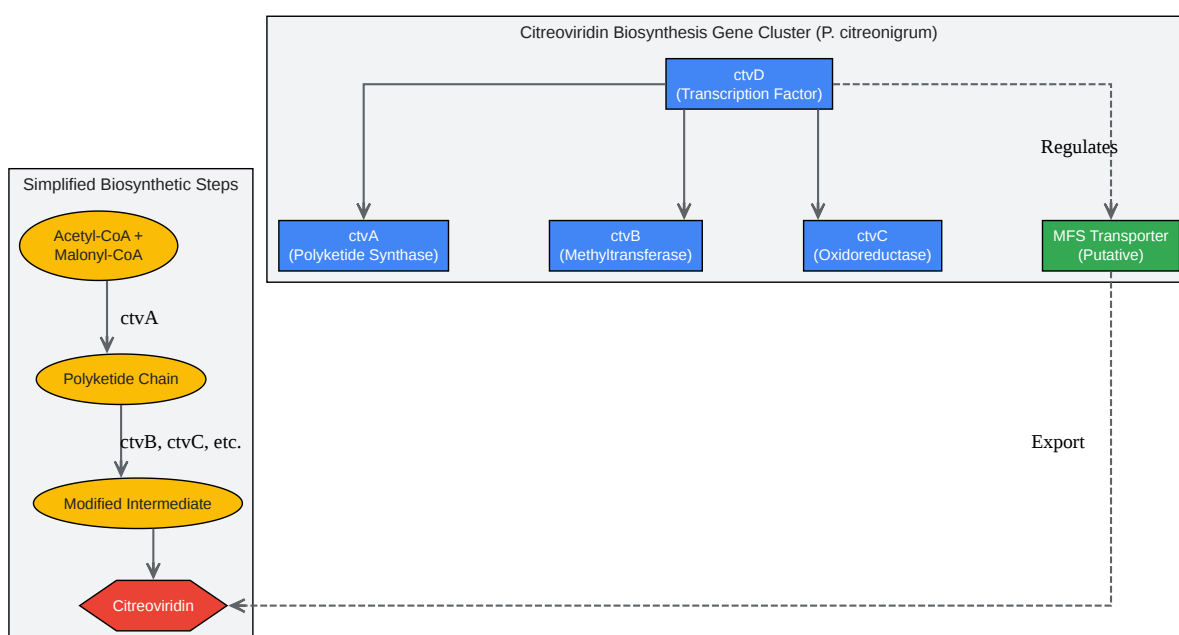 Citreoviridin Biosynthesis Gene Cluster (P. citreonigrum)
ctvD
(Transcription Factor)
Regulates
ctvA
(Polyketide Synthase)
ctvB
(Methyltransferase)
ctvC
(Oxidoreductase)
MFS Transporter
(Putative)
Simplified Biosynthetic Steps
Acetyl-CoA +
Malonyl-CoA
ctvA
Polyketide Chain
ctvB, ctvC, etc.
Export
Modified Intermediate
Citreoviridin